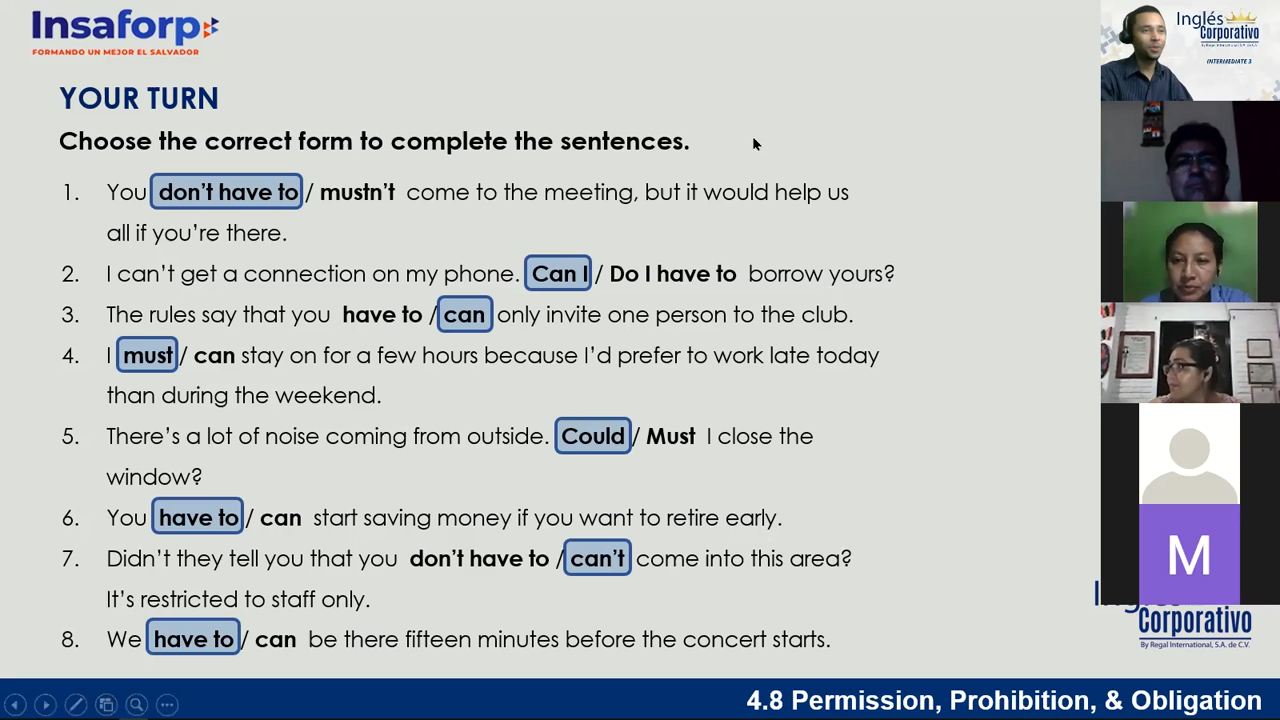 Insaforp
FORMANDO UN MEJOR EL SALVADOR
Inglés
Corporativo
By Regal International, S.A. de C.V.
INTERMEDIATE 3
YOUR TURN
Choose the correct form to complete the sentences.
1. You don't have to / mustn't come to the meeting, but it would help us
all if you're there.
2. I can't get a connection on my phone. Can I / Do I have to borrow yours?
3. The rules say that you have to / can only invite one person to the club.
4. I must / can stay on for a few hours because I'd prefer to work late today
than during the weekend.
5. There's a lot of noise coming from outside. Could / Must I close the
window?
6. You have to / can start saving money if you want to retire early.
7. Didn't they tell you that you don't have to / can't come into this area?
It's restricted to staff only.
8. We have to / can be there fifteen minutes before the concert starts.
M
Corporativo
By Regal International, S.A. de C.V.
4.8 Permission, Prohibition, & Obligation